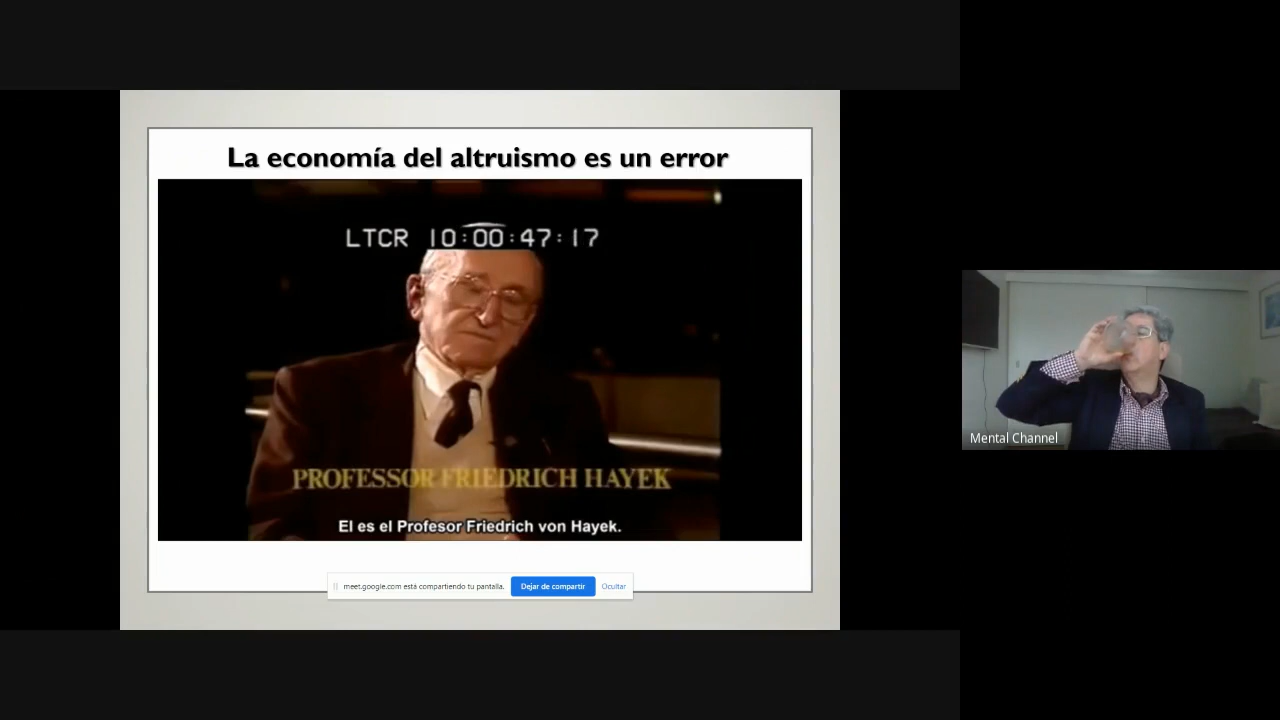 La economía del altruismo es un error
LTCR 10:00:47:17
PROFESSOR FRIEDRICH HAYEK
El es el Profesor Friedrich von Hayek.
meet.google.com está compartiendo tu pantalla.
Dejar de compartir
Ocultar
Mental Channel